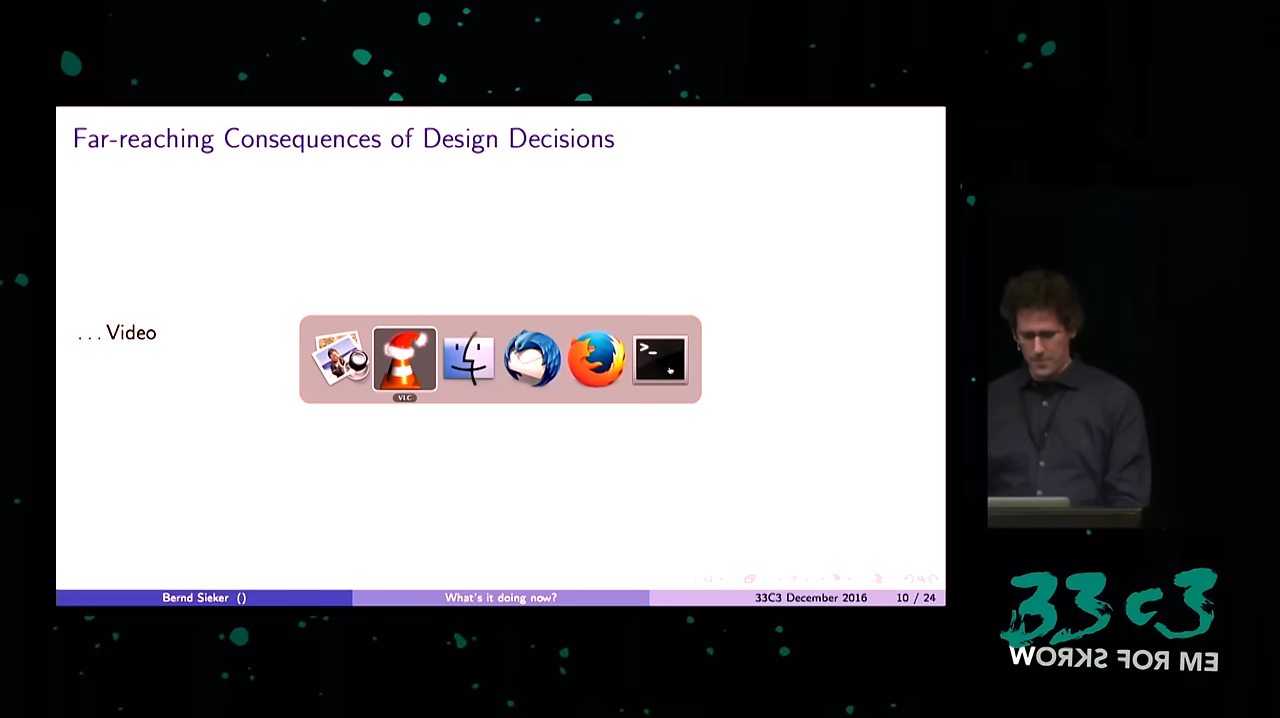 Far-reaching Consequences of Design Decisions
. . . Video
>_
VLC
Bernd Sieker ()
What's it doing now?
33C3 December 2016
10 / 24
33c3
WORKS FOR ME